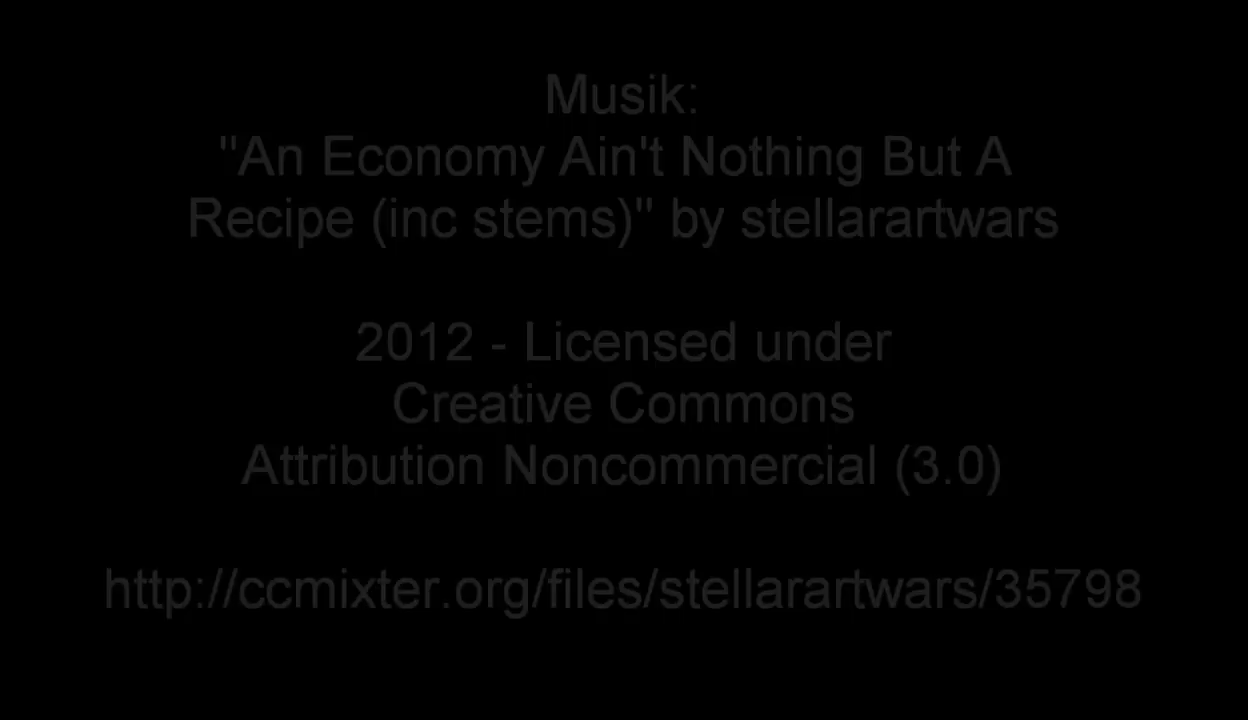 Musik:
"An Economy Ain't Nothing But A
Recipe (inc stems)" by stellarartwars
2012 - Licensed under
Creative Commons
Attribution Noncommercial (3.0)
http://ccmixter.org/files/stellarartwars/35798